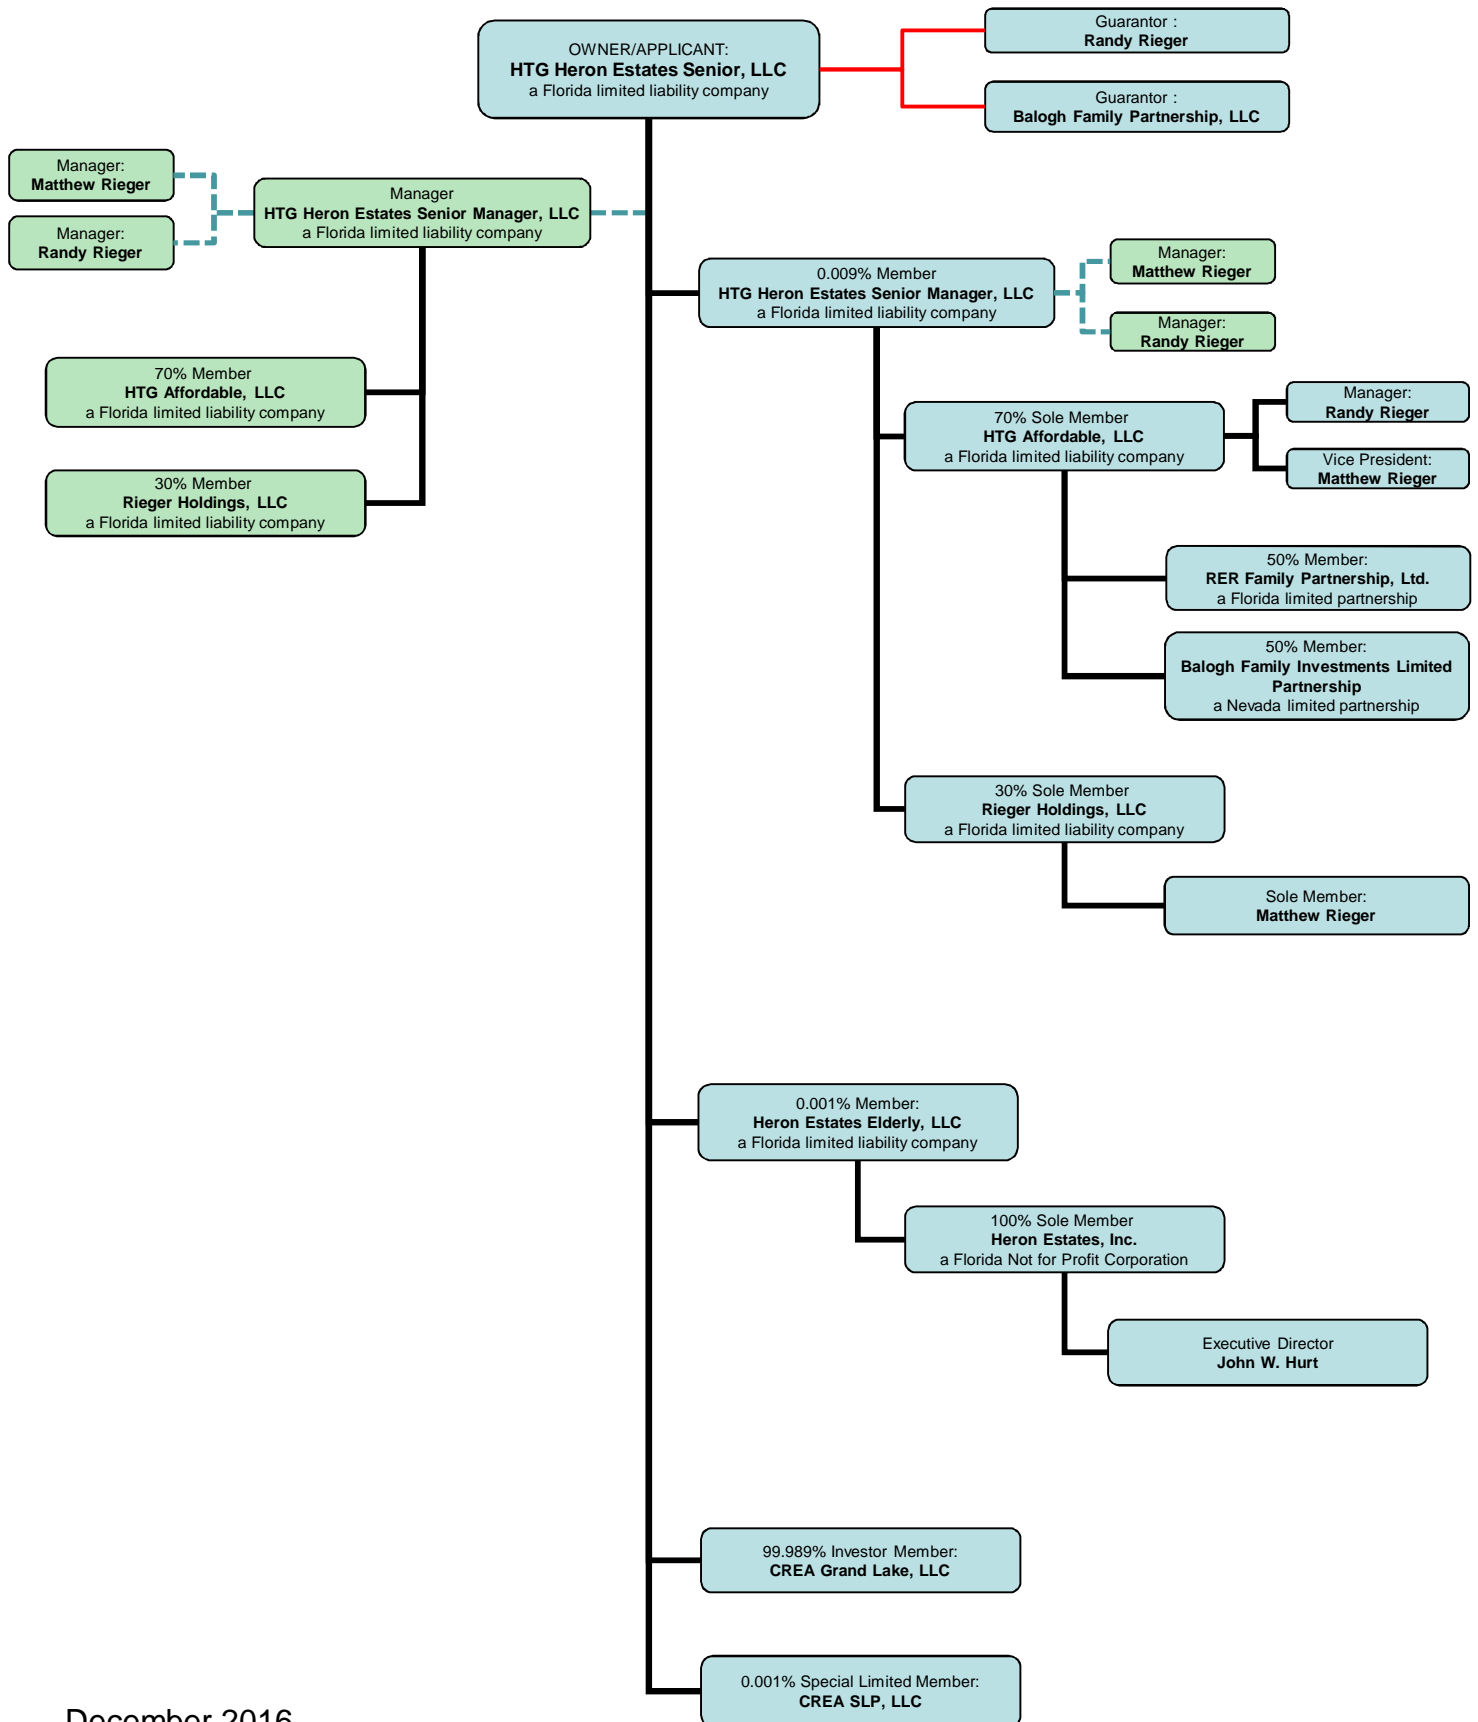 OWNER/APPLICANT:
HTG Heron Estates Senior, LLC
a Florida limited liability company
Guarantor :
Randy Rieger
Guarantor :
Balogh Family Partnership, LLC
Manager:
Matthew Rieger
Manager:
Randy Rieger
Manager
HTG Heron Estates Senior Manager, LLC
a Florida limited liability company
70% Member
HTG Affordable, LLC
a Florida limited liability company
30% Member
Rieger Holdings, LLC
a Florida limited liability company
0.009% Member
HTG Heron Estates Senior Manager, LLC
a Florida limited liability company
Manager:
Matthew Rieger
Manager:
Randy Rieger
70% Sole Member
HTG Affordable, LLC
a Florida limited liability company
Manager:
Randy Rieger
Vice President:
Matthew Rieger
50% Member:
RER Family Partnership, Ltd.
a Florida limited partnership
50% Member:
Balogh Family Investments Limited
Partnership
a Nevada limited partnership
30% Sole Member
Rieger Holdings, LLC
a Florida limited liability company
Sole Member:
Matthew Rieger
0.001% Member:
Heron Estates Elderly, LLC
a Florida limited liability company
100% Sole Member
Heron Estates, Inc.
a Florida Not for Profit Corporation
Executive Director
John W. Hurt
99.989% Investor Member:
CREA Grand Lake, LLC
0.001% Special Limited Member:
CREA SLP, LLC
December 2016